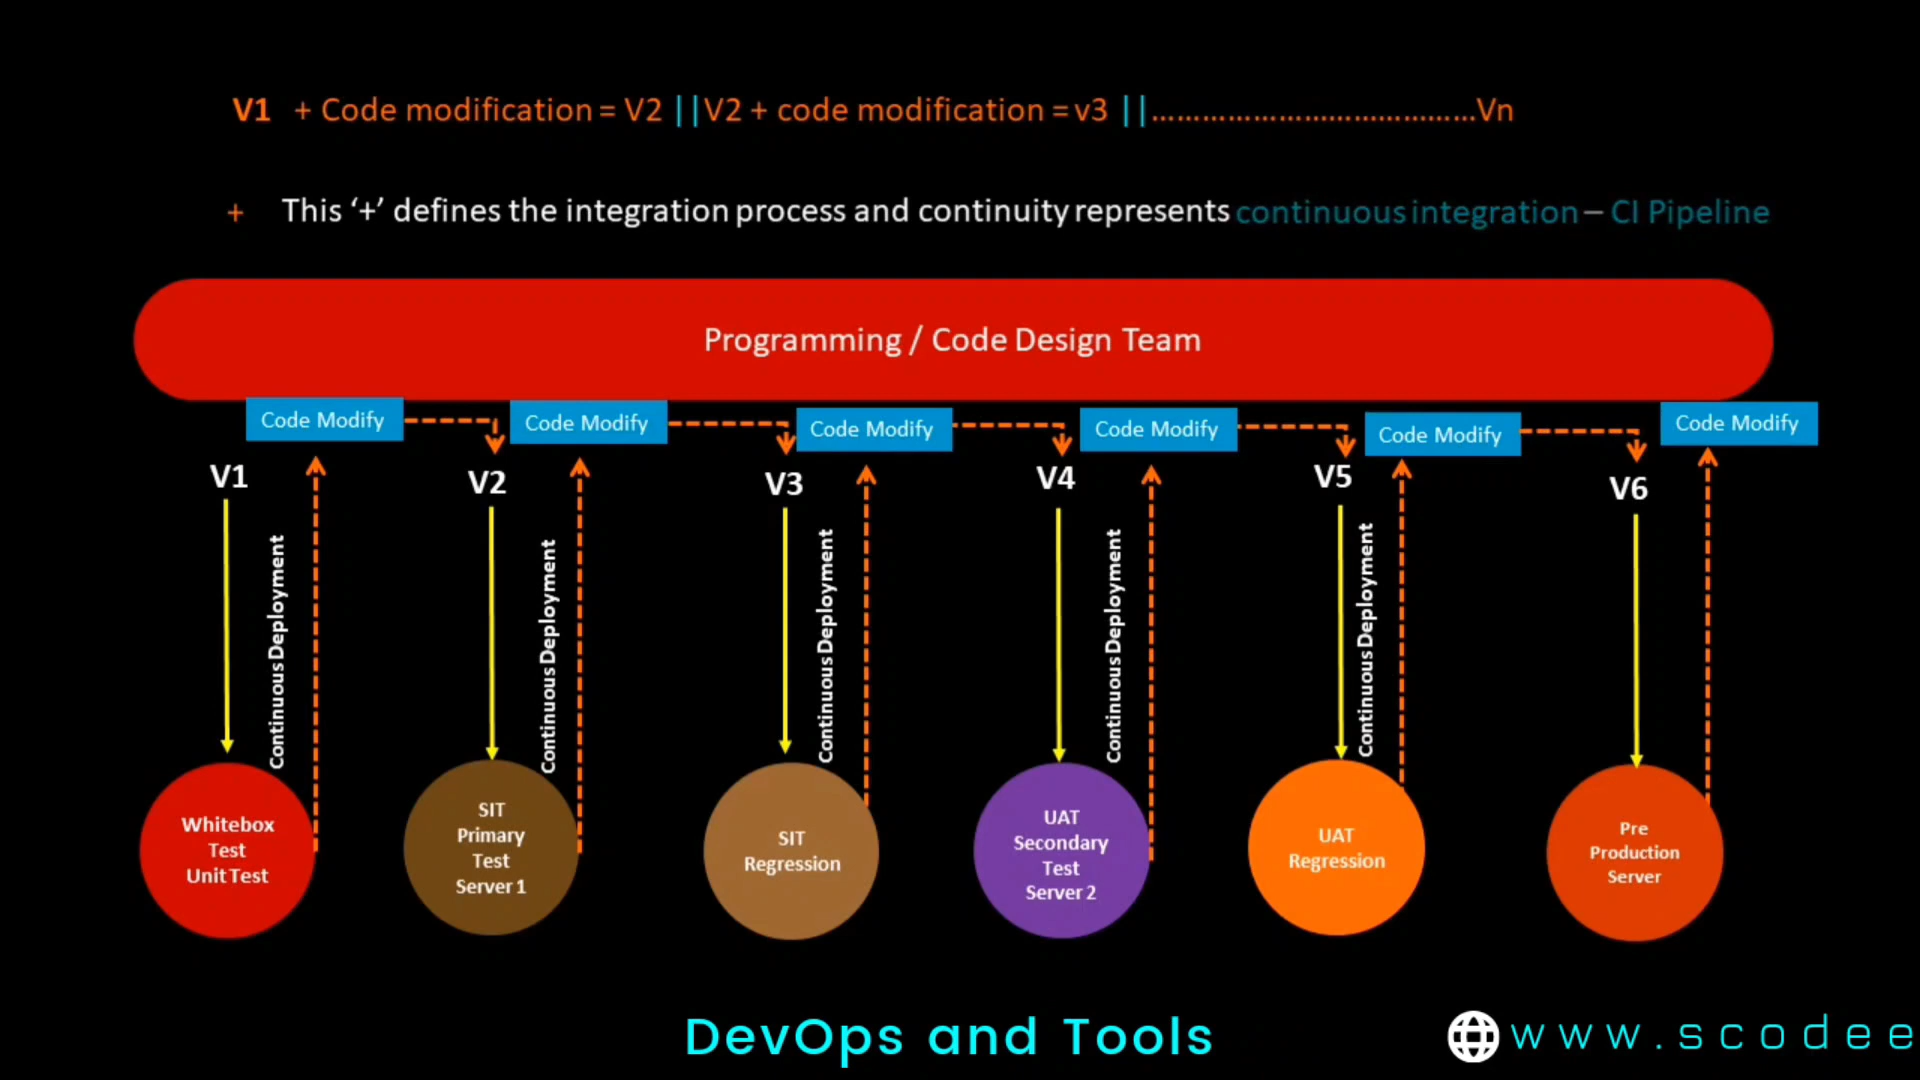 V1 + Code modification = V2 ||V2 + code modification = v3 ||......................................Vn
+ This ‘+’ defines the integration process and continuity represents continuous integration – CI Pipeline
Programming / Code Design Team
Code Modify
Code Modify
Code Modify
Code Modify
Code Modify
Code Modify
V1
V2
V3
V4
V5
V6
Continuous Deployment
Continuous Deployment
Continuous Deployment
Continuous Deployment
Continuous Deployment
Whitebox
Test
Unit Test
SIT
Primary
Test
Server 1
SIT
Regression
UAT
Secondary
Test
Server 2
UAT
Regression
Pre
Production
Server
DevOps and Tools
www.scodee